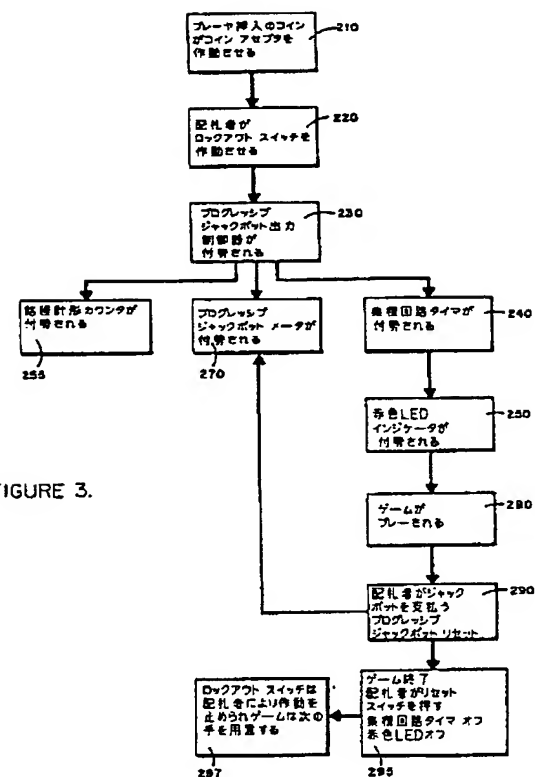 プレーヤ挿入のコイン
がコイン アセプタを
作動させる
210
配札者が
ロックアウト スイッチを
作動させる
220
プログレッシブ
ジャックポット出力
制御器が
付勢される
230
総操計形カウンタが
付勢される
255
プログレッシブ
ジャックポット メータが
付勢される
270
集積回路タイマが
付勢される
240
赤色LED
インジケータが
付勢される
250
FIGURE 3.
ゲームが
プレーされる
280
配札者がジャック
ポットを支払う
プログレッシブ
ジャックポット リセット
290
ロックアウト スイッチは
配札者により作動を
止められゲームは次の
手を用意する
297
ゲーム終了
配札者がリセット
スイッチを押す
集積回路タイマ オフ
赤色LEDオフ
295